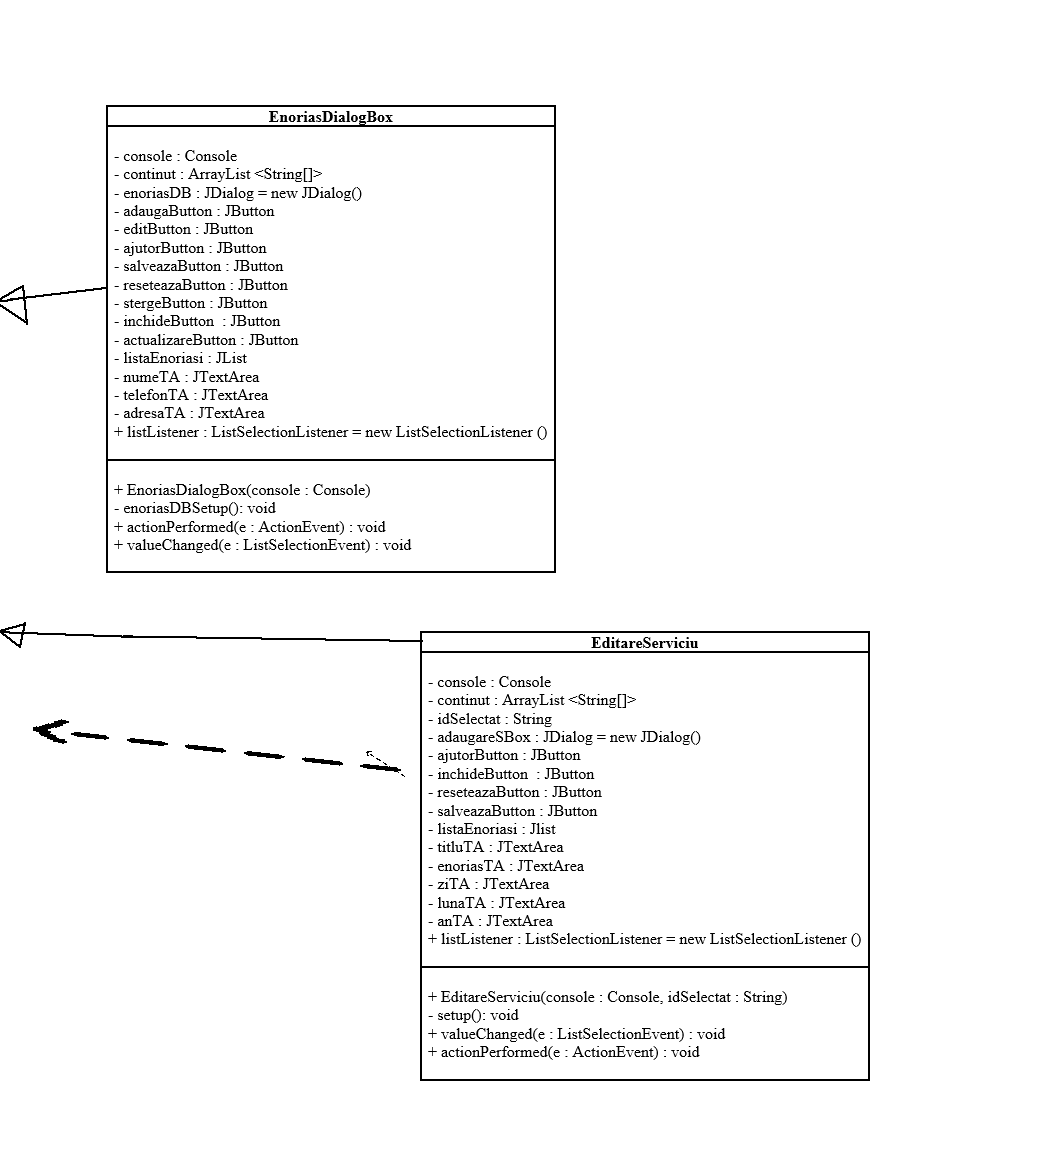 EnoriasDialogBox
- console : Console
- continut : ArrayList <String[]>
- enoriasDB : JDialog = new JDialog()
- adaugaButton : JButton
- editButton : JButton
- ajutorButton : JButton
- salveazaButton : JButton
- reseteazaButton : JButton
- stergeButton : JButton
- inchideButton  : JButton
- actualizareButton : JButton
- listaEnoriasi : JList
- numeTA : JTextArea
- telefonTA : JTextArea
- adresaTA : JTextArea
+ listListener : ListSelectionListener = new ListSelectionListener ()
+ EnoriasDialogBox(console : Console)
- enoriasDBSetup(): void
+ actionPerformed(e : ActionEvent) : void
+ valueChanged(e : ListSelectionEvent) : void
EditareServiciu
- console : Console
- continut : ArrayList <String[]>
- idSelectat : String
- adaugareSBox : JDialog = new JDialog()
- ajutorButton : JButton
- inchideButton  : JButton
- reseteazaButton : JButton
- salveazaButton : JButton
- listaEnoriasi : Jlist
- titluTA : JTextArea
- enoriasTA : JTextArea
- ziTA : JTextArea
- lunaTA : JTextArea
- anTA : JTextArea
+ listListener : ListSelectionListener = new ListSelectionListener ()
+ EditareServiciu(console : Console, idSelectat : String)
- setup(): void
+ valueChanged(e : ListSelectionEvent) : void
+ actionPerformed(e : ActionEvent) : void